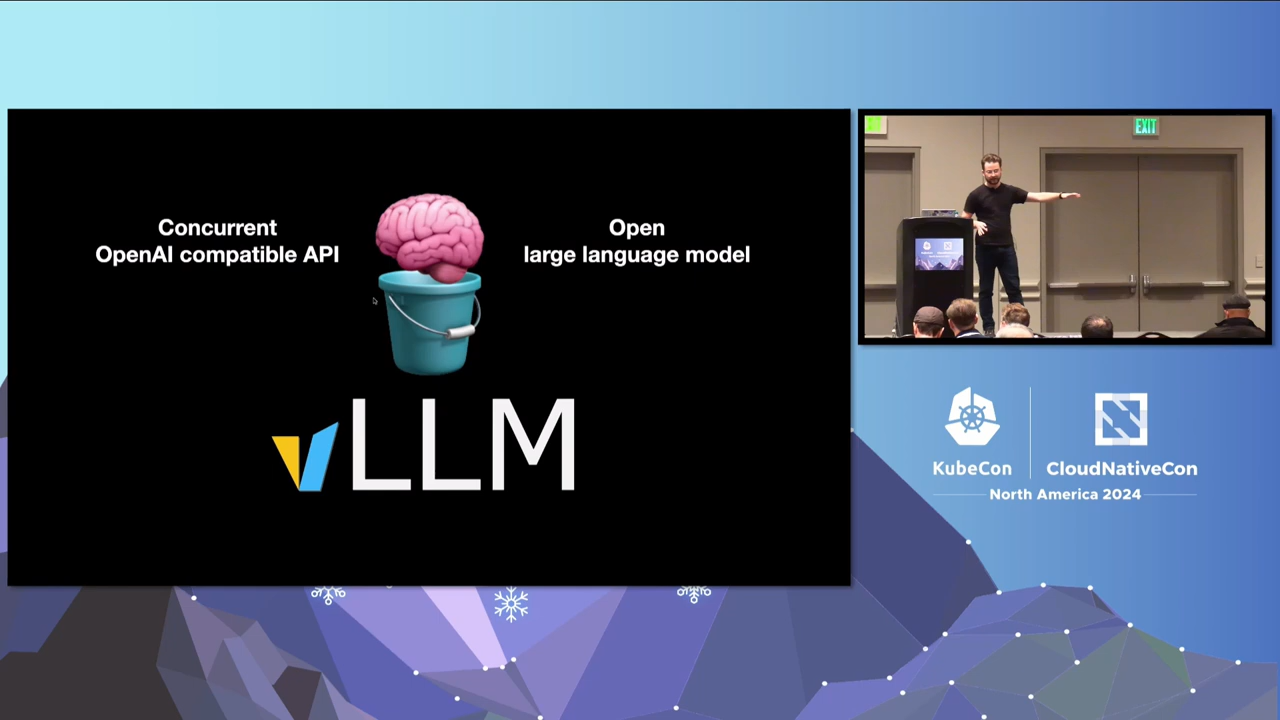 Concurrent
OpenAI compatible API
Open
large language model
vLLM
EXIT
KubeCon
CloudNativeCon
North America 2024